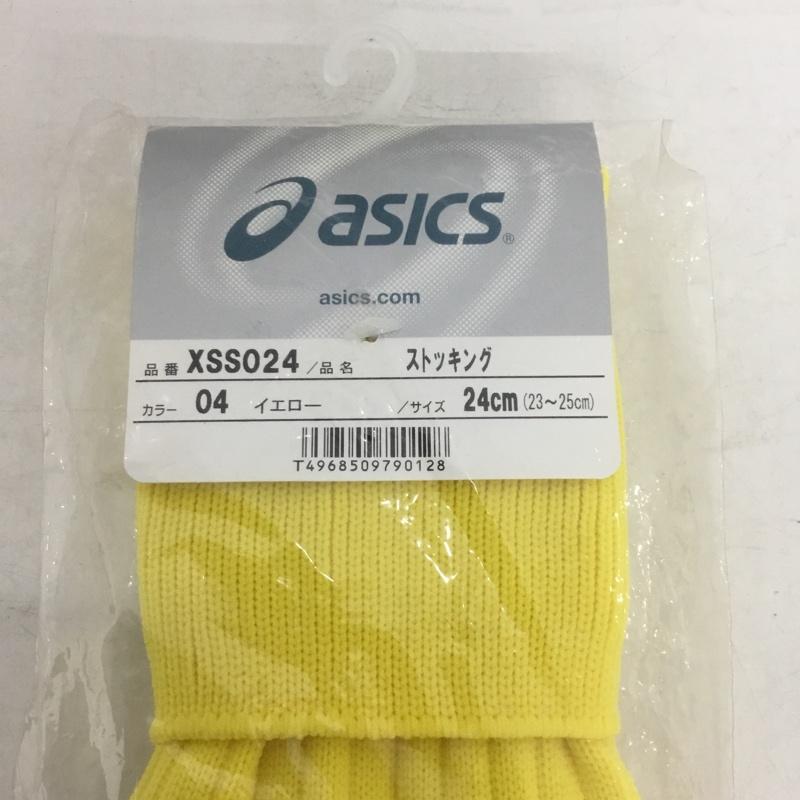 asics®
asics.com
品番 XSS024 /品名 ストッキング
カラー 04 イエロー /サイズ 24cm (23〜25cm)
T4968509790128